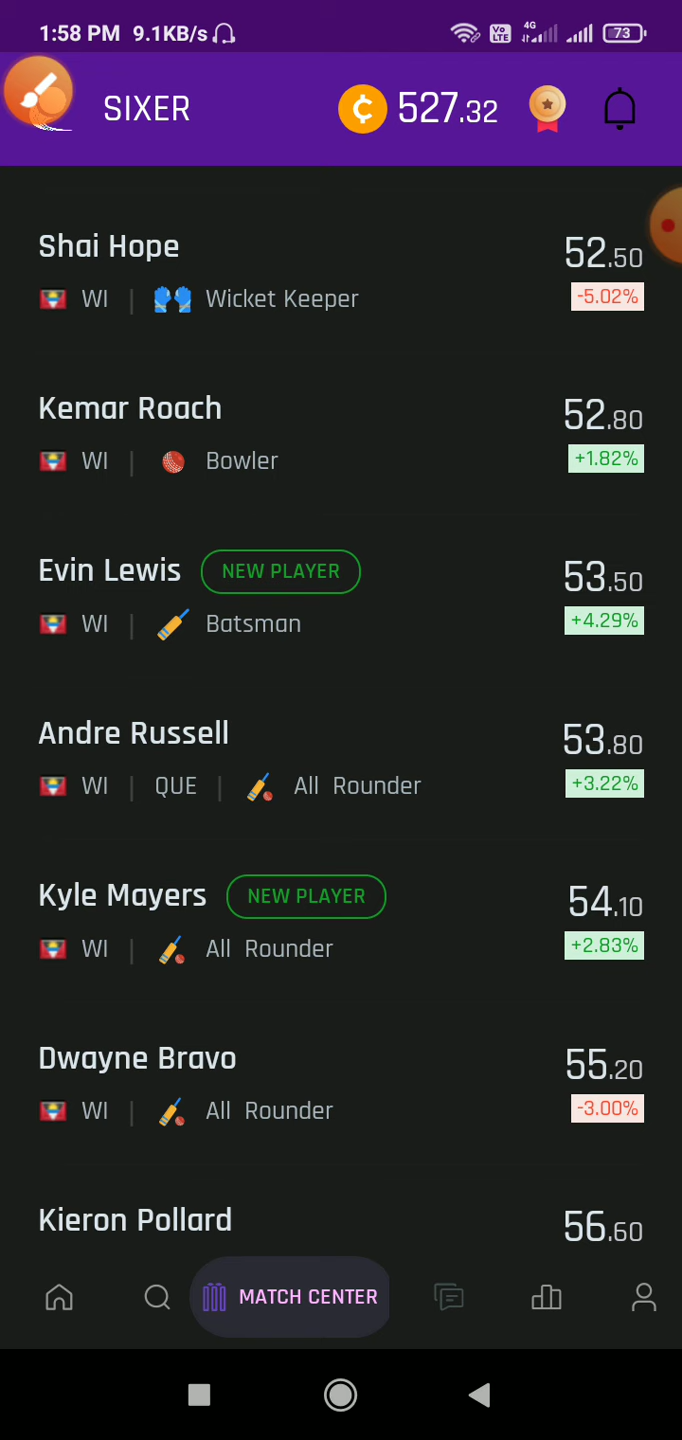 1:58 PM 9.1KB/s Vo LTE 4G 73
SIXER ¢ 527.32
Shai Hope 52.50
WI | Wicket Keeper -5.02%
Kemar Roach 52.80
WI | Bowler +1.82%
Evin Lewis NEW PLAYER 53.50
WI | Batsman +4.29%
Andre Russell 53.80
WI | QUE | All Rounder +3.22%
Kyle Mayers NEW PLAYER 54.10
WI | All Rounder +2.83%
Dwayne Bravo 55.20
WI | All Rounder -3.00%
Kieron Pollard 56.60
MATCH CENTER